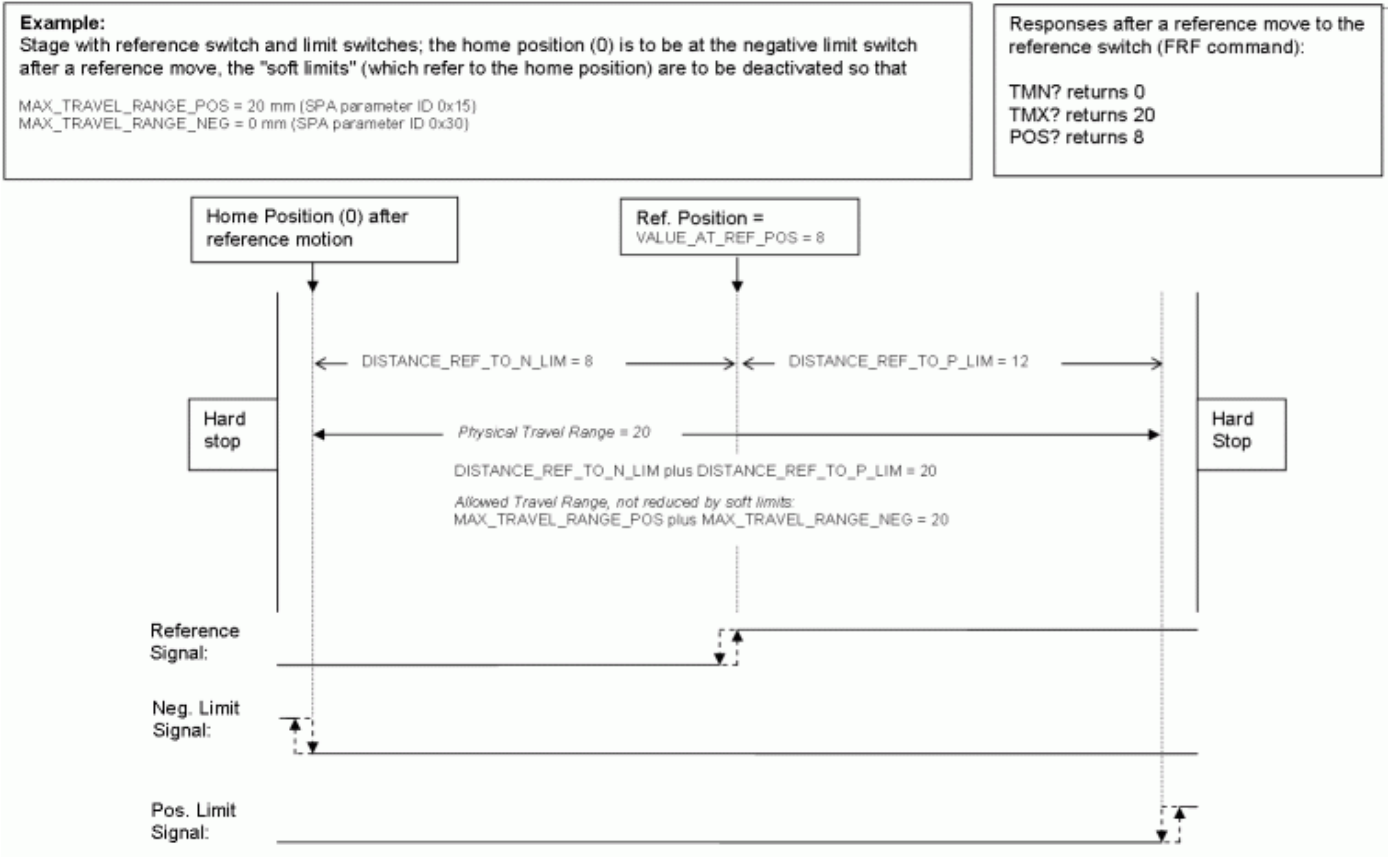 Example:
Stage with reference switch and limit switches; the home position (0) is to be at the negative limit switch
after a reference move, the "soft limits" (which refer to the home position) are to be deactivated so that
MAX_TRAVEL_RANGE_POS = 20 mm (SPA parameter ID 0x15)
MAX_TRAVEL_RANGE_NEG = 0 mm (SPA parameter ID 0x30)
Responses after a reference move to the
reference switch (FRF command):
TMN? returns 0
TMX? returns 20
POS? returns 8
Home Position (0) after
reference motion
Ref. Position =
VALUE_AT_REF_POS = 8
DISTANCE_REF_TO_N_LIM = 8
DISTANCE_REF_TO_P_LIM = 12
Hard
stop
Physical Travel Range = 20
Hard
Stop
DISTANCE_REF_TO_N_LIM plus DISTANCE_REF_TO_P_LIM = 20
Allowed Travel Range, not reduced by soft limits:
MAX_TRAVEL_RANGE_POS plus MAX_TRAVEL_RANGE_NEG = 20
Reference
Signal:
Neg. Limit
Signal:
Pos. Limit
Signal: